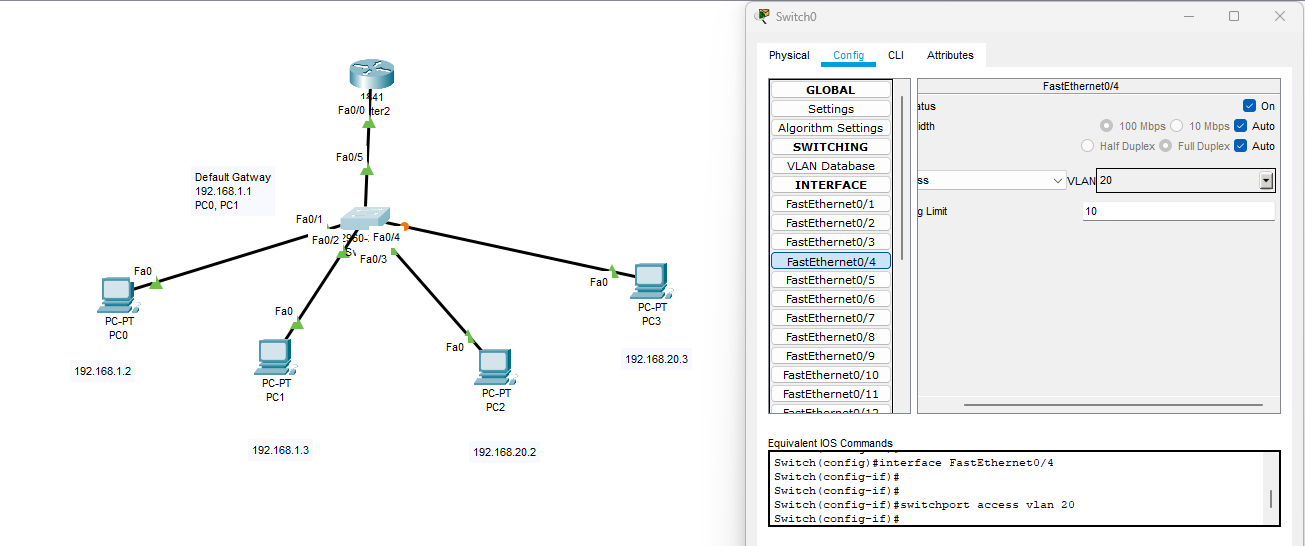 1841
Fa0/0
Fa0/5
Default Gatway
192.168.1.1
PC0, PC1
Fa0/1
Fa0/2
Fa0/4
Fa0/3
Fa0
PC-PT
PC0
192.168.1.2
Fa0
PC-PT
PC1
192.168.1.3
Fa0
PC-PT
PC2
192.168.20.2
Fa0
PC-PT
PC3
192.168.20.3
Switch0
Physical Config CLI Attributes
GLOBAL
Settings
Algorithm Settings
SWITCHING
VLAN Database
INTERFACE
FastEthernet0/1
FastEthernet0/2
FastEthernet0/3
FastEthernet0/4
FastEthernet0/5
FastEthernet0/6
FastEthernet0/7
FastEthernet0/8
FastEthernet0/9
FastEthernet0/10
FastEthernet0/11
FastEthernet0/12
FastEthernet0/4
On
100 Mbps 10 Mbps Auto
Half Duplex Full Duplex Auto
VLAN 20
Limit 10
Equivalent IOS Commands
Switch(config)#interface FastEthernet0/4
Switch(config-if)#
Switch(config-if)#
Switch(config-if)#switchport access vlan 20
Switch(config-if)#